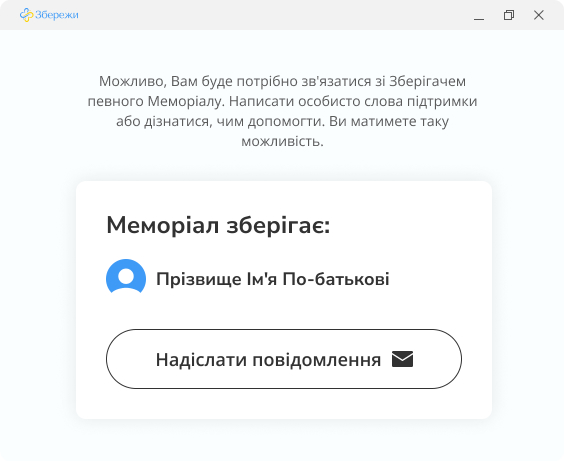 Збережи
Можливо, Вам буде потрібно зв'язатися зі Зберігачем
певного Меморіалу. Написати особисто слова підтримки
або дізнатися, чим допомогти. Ви матимете таку
можливість.
Меморіал зберігає:
Прізвище Ім'я По-батькові
Надіслати повідомлення